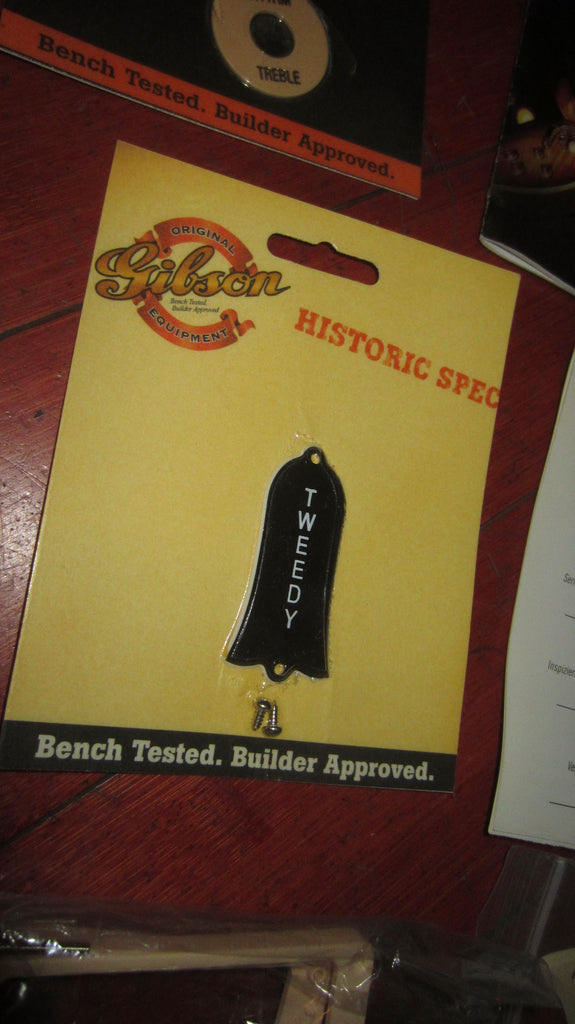 TREBLE
Bench Tested. Builder Approved.
ORIGINAL
Gibson
Bench Tested.
Builder Approved
EQUIPMENT
HISTORIC SPEC
TWEEDY
Bench Tested. Builder Approved.